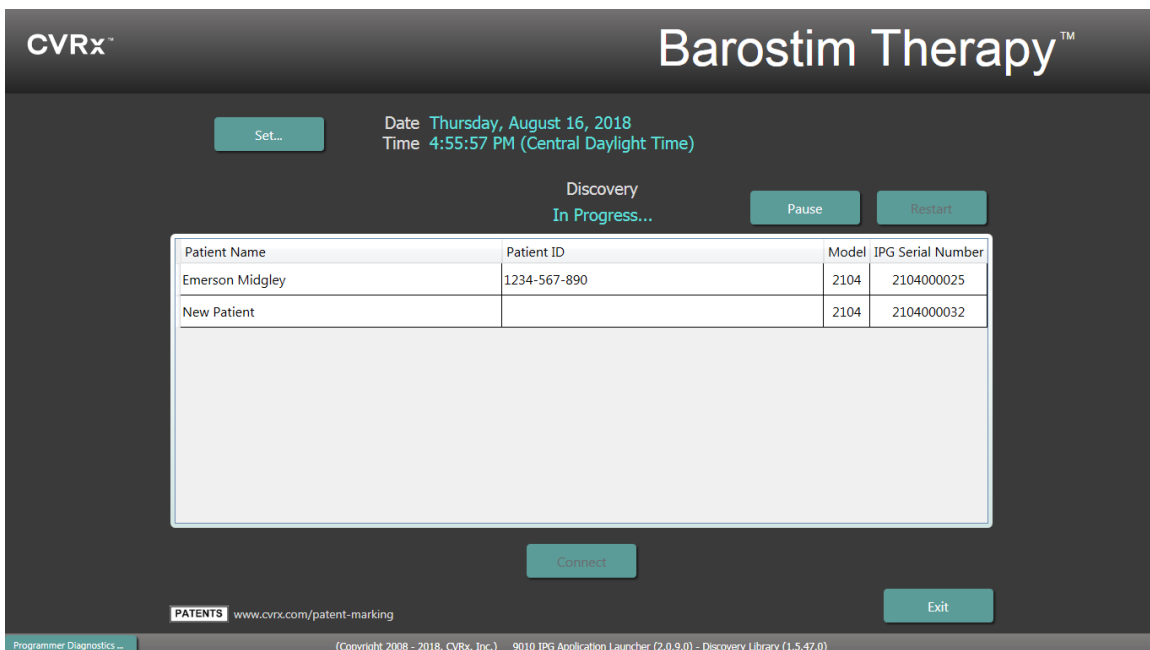 CVRx™
Barostim Therapy™
Set...
Date Thursday, August 16, 2018
Time 4:55:57 PM (Central Daylight Time)
Discovery
In Progress...
Pause
Restart
Patient Name Patient ID Model IPG Serial Number
Emerson Midgley 1234-567-890 2104 2104000025
New Patient 2104 2104000032
Connect
Exit
PATENTS www.cvrx.com/patent-marking
Programmer Diagnostics ...
(Copyright 2008 - 2018, CVRx, Inc.) 9010 IPG Application Launcher (2.0.9.0) - Discovery Library (1.5.47.0)